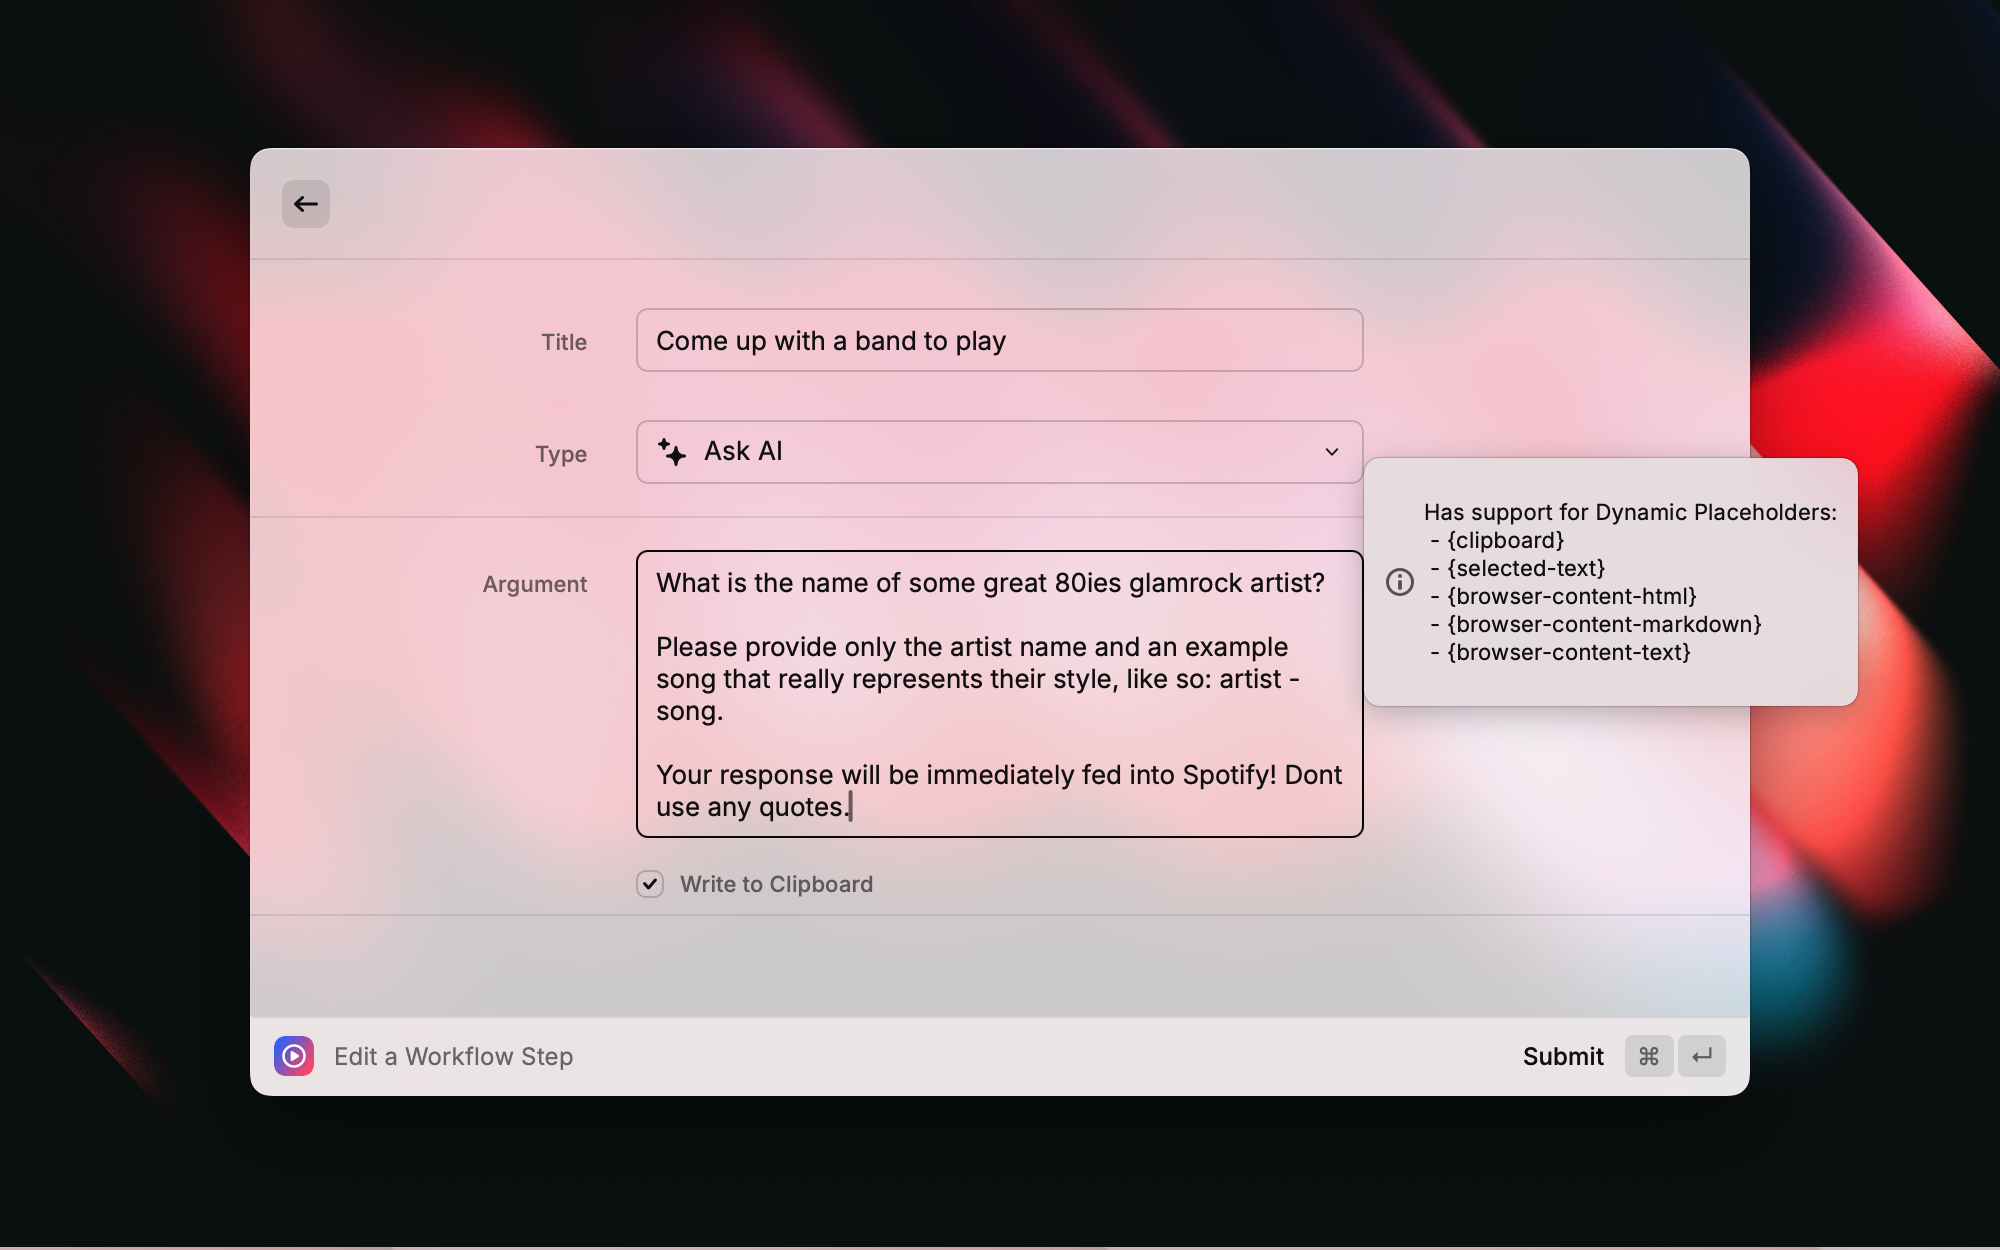 Title
Come up with a band to play
Type
Ask AI
Argument
What is the name of some great 80ies glamrock artist?
Please provide only the artist name and an example
song that really represents their style, like so: artist -
song.
Your response will be immediately fed into Spotify! Dont
use any quotes.
Has support for Dynamic Placeholders:
- {clipboard}
- {selected-text}
- {browser-content-html}
- {browser-content-markdown}
- {browser-content-text}
Write to Clipboard
Edit a Workflow Step
Submit ⌘ ↵